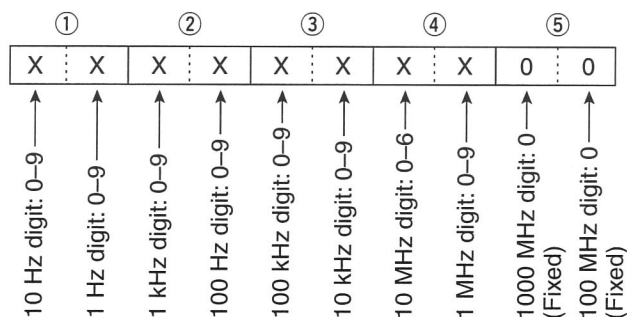 ① ② ③ ④ ⑤
X X X X X X X X 0 0
10 Hz digit: 0–9
1 Hz digit: 0–9
1 kHz digit: 0–9
100 Hz digit: 0–9
100 kHz digit: 0–9
10 kHz digit: 0–9
10 MHz digit: 0–6
1 MHz digit: 0–9
1000 MHz digit: 0
(Fixed)
100 MHz digit: 0
(Fixed)